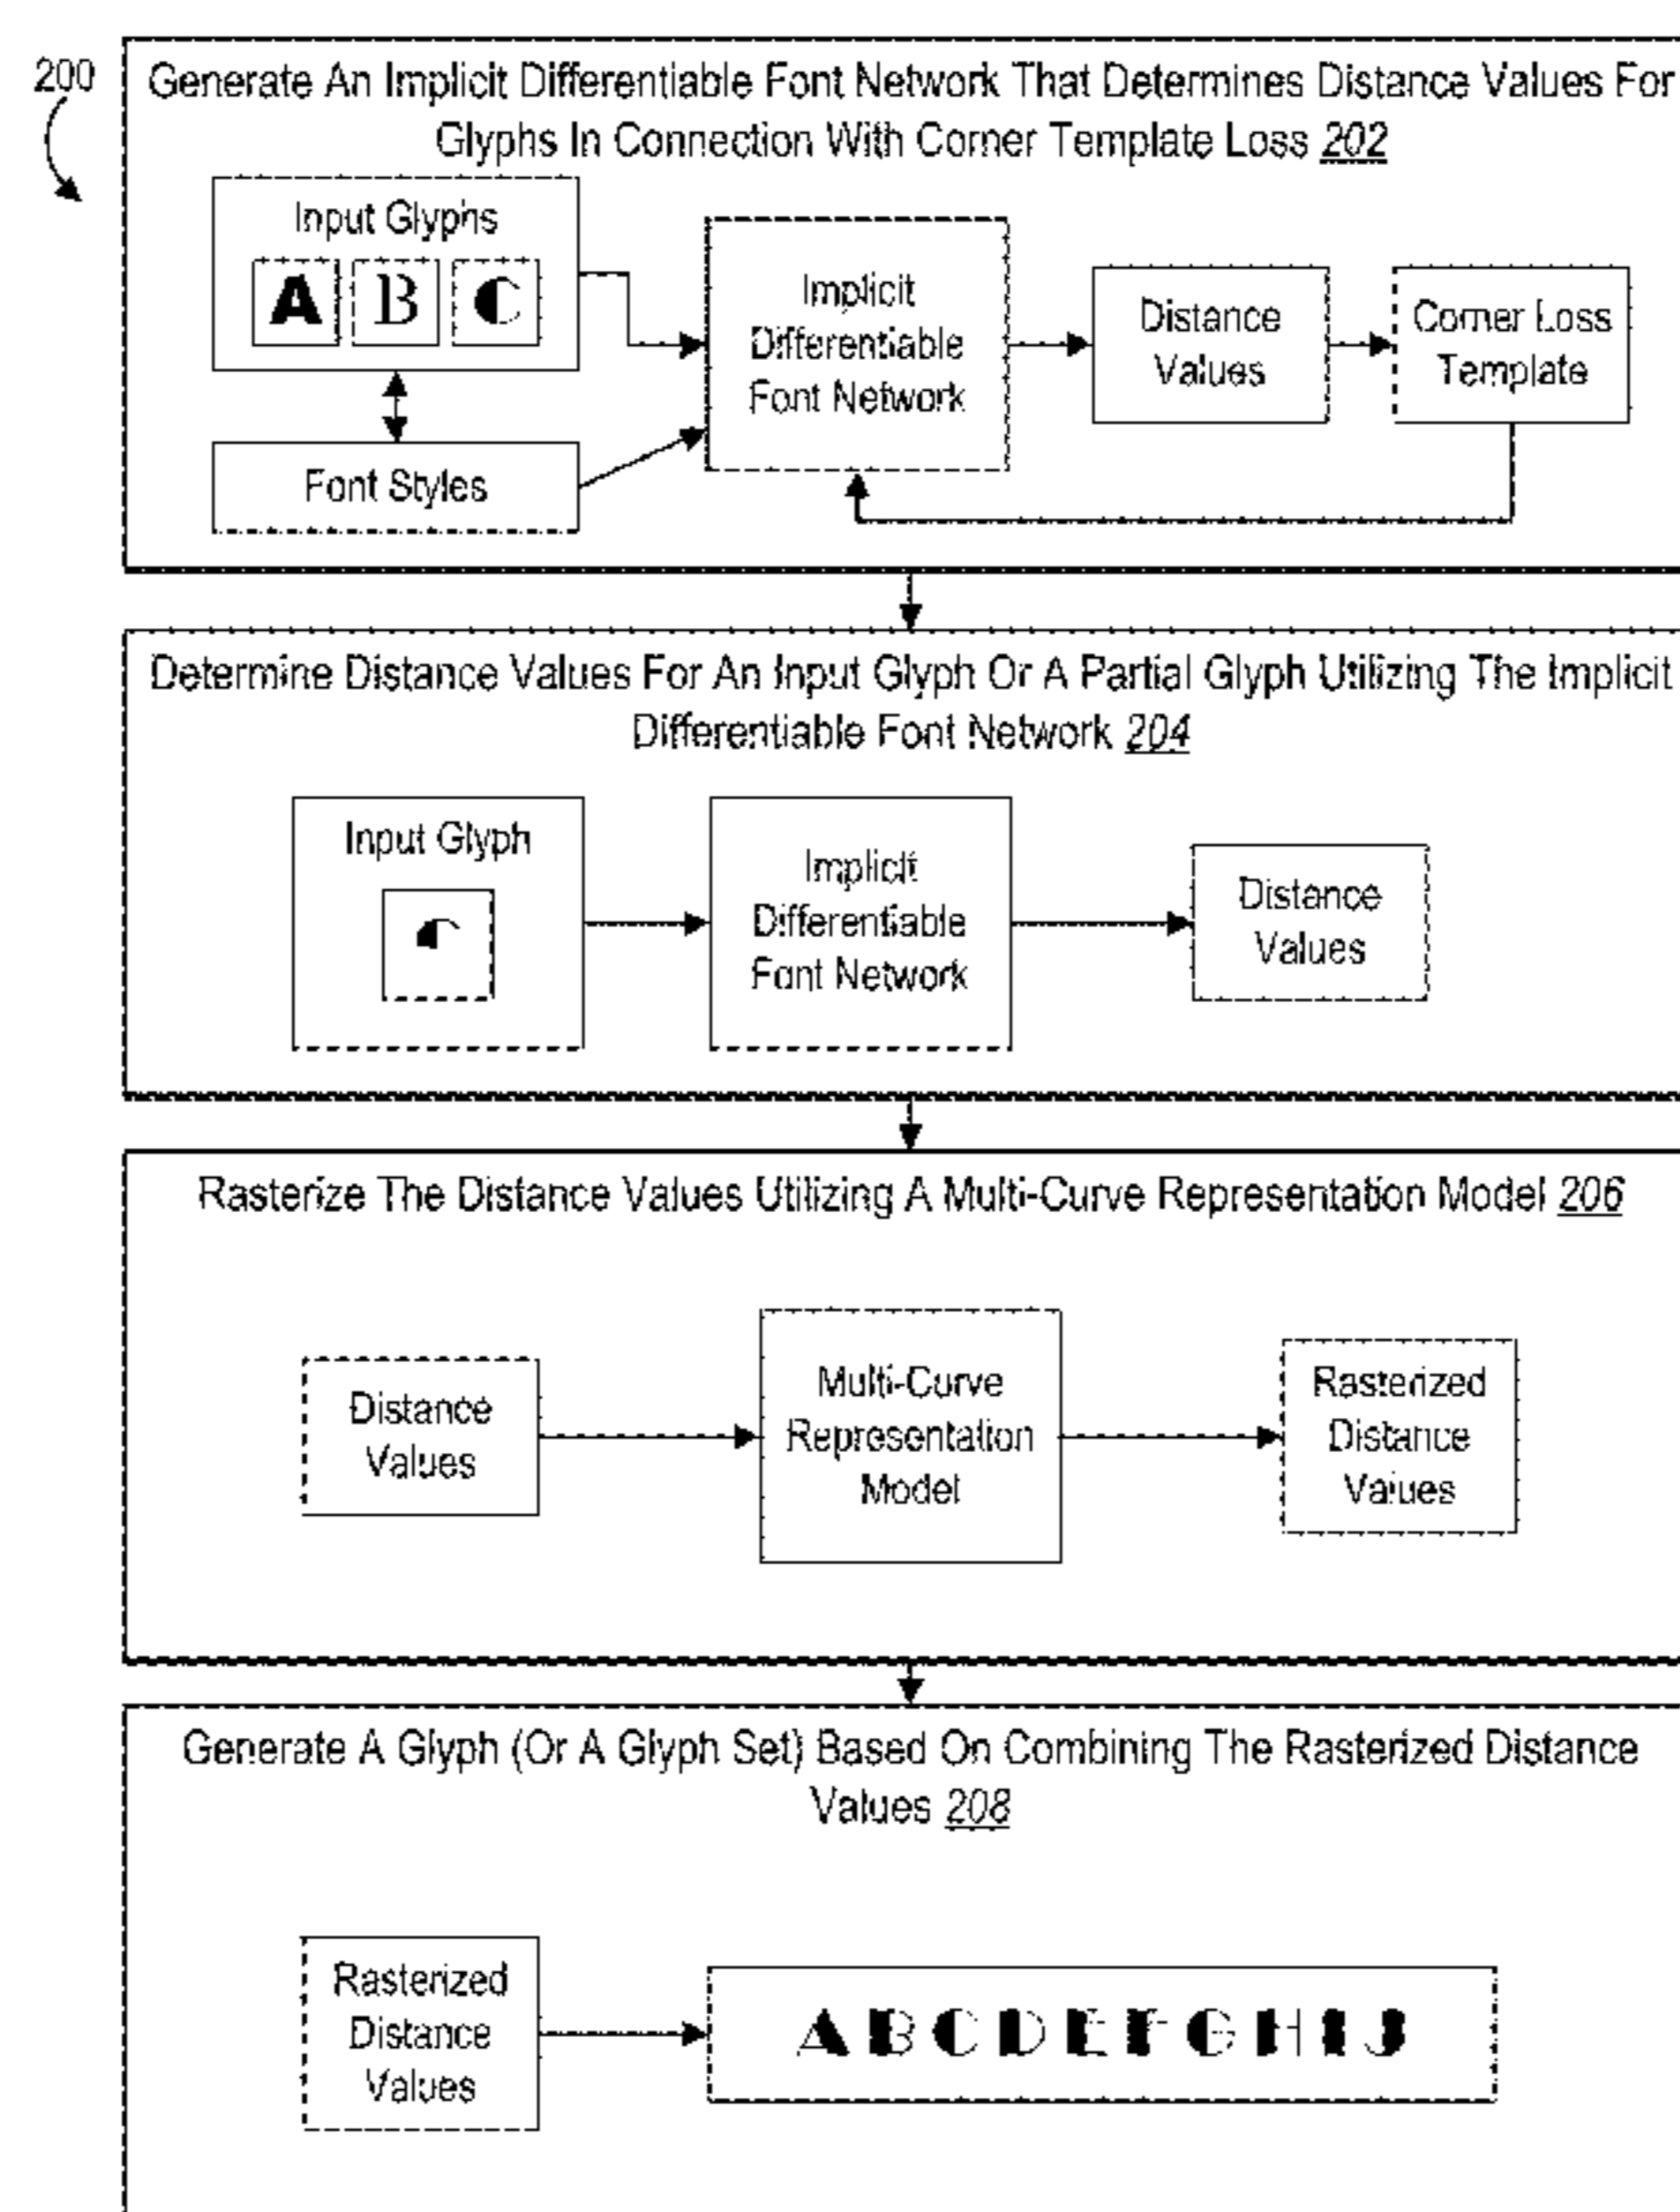 200
Generate An Implicit Differentiable Font Network That Determines Distance Values For
Glyphs In Connection With Corner Template Loss 202
Input Glyphs
A B C
Font Styles
Implicit
Differentiable
Font Network
Distance
Values
Corner Loss
Template
Determine Distance Values For An Input Glyph Or A Partial Glyph Utilizing The Implicit
Differentiable Font Network 204
Input Glyph
Implicit
Differentiable
Font Network
Distance
Values
Rasterize The Distance Values Utilizing A Multi-Curve Representation Model 206
Distance
Values
Multi-Curve
Representation
Model
Rasterized
Distance
Values
Generate A Glyph (Or A Glyph Set) Based On Combining The Rasterized Distance
Values 208
Rasterized
Distance
Values
A B C D E F G H I J